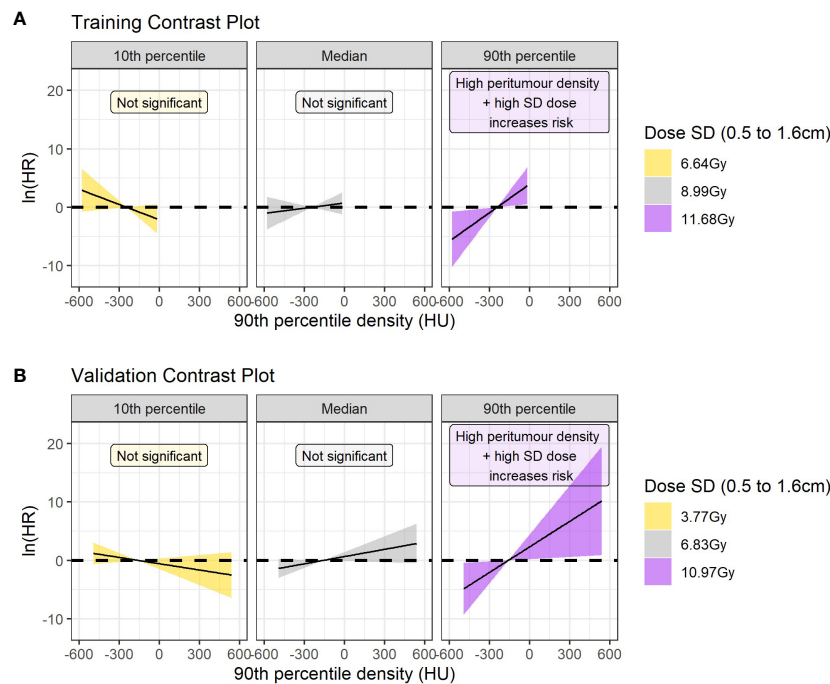 A
Training Contrast Plot
10th percentile
Median
90th percentile
Not significant
Not significant
High peritumour density
+ high SD dose
increases risk
20
10
0
-10
ln(HR)
-600 -300 0 300 600
-600 -300 0 300 600
-600 -300 0 300 600
90th percentile density (HU)
Dose SD (0.5 to 1.6cm)
6.64Gy
8.99Gy
11.68Gy
B
Validation Contrast Plot
10th percentile
Median
90th percentile
Not significant
Not significant
High peritumour density
+ high SD dose
increases risk
20
10
0
-10
ln(HR)
-600 -300 0 300 600
-600 -300 0 300 600
-600 -300 0 300 600
90th percentile density (HU)
Dose SD (0.5 to 1.6cm)
3.77Gy
6.83Gy
10.97Gy